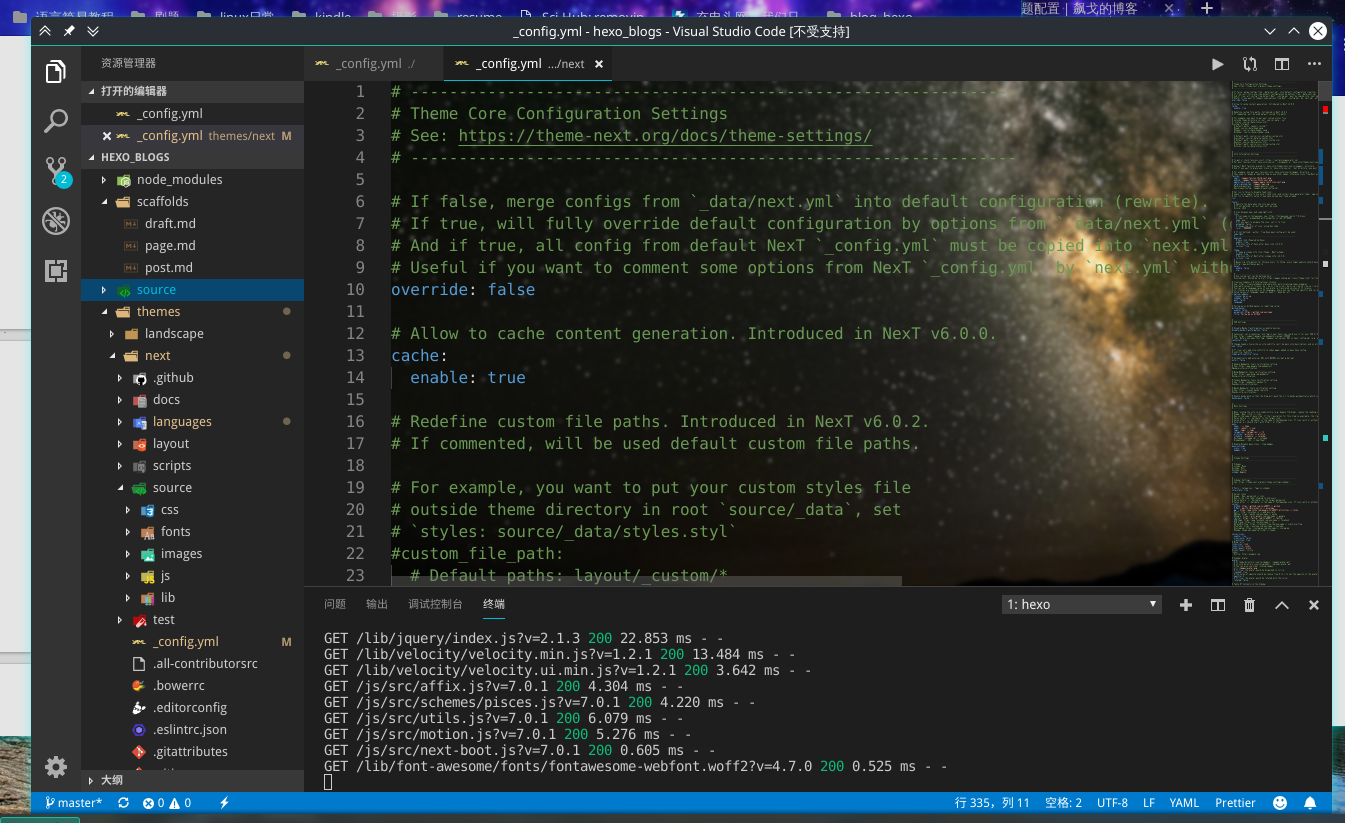 语言简易教程 刷题 linux日常 kindle resume Sci-Hub: removin blog_hexo
题配置 | 飘戈的博客
_config.yml - hexo_blogs - Visual Studio Code [不受支持]
资源管理器
_config.yml ./
_config.yml .../next
打开的编辑器
_config.yml
_config.yml themes/next M
HEXO_BLOGS
node_modules
scaffolds
draft.md
page.md
post.md
source
themes
landscape
next
.github
docs
languages
layout
scripts
source
css
fonts
images
js
lib
test
_config.yml M
.all-contributorsrc
.bowerrc
.editorconfig
.eslintrc.json
.gitattributes
大纲
2
1 # ---------------------------------------------------------------
2 # Theme Core Configuration Settings
3 # See: https://theme-next.org/docs/theme-settings/
4 # ---------------------------------------------------------------
5
6 # If false, merge configs from `_data/next.yml` into default configuration (rewrite).
7 # If true, will fully override default configuration by options from `_data/next.yml` (
8 # And if true, all config from default NexT `_config.yml` must be copied into `next.yml
9 # Useful if you want to comment some options from NexT `_config.yml` by `next.yml` with
10 override: false
11
12 # Allow to cache content generation. Introduced in NexT v6.0.0.
13 cache:
14 enable: true
15
16 # Redefine custom file paths. Introduced in NexT v6.0.2.
17 # If commented, will be used default custom file paths.
18
19 # For example, you want to put your custom styles file
20 # outside theme directory in root `source/_data`, set
21 # `styles: source/_data/styles.styl`
22 #custom_file_path:
23 # Default paths: layout/_custom/*
问题 输出 调试控制台 终端
1: hexo
GET /lib/jquery/index.js?v=2.1.3 200 22.853 ms - -
GET /lib/velocity/velocity.min.js?v=1.2.1 200 13.484 ms - -
GET /lib/velocity/velocity.ui.min.js?v=1.2.1 200 3.642 ms - -
GET /js/src/affix.js?v=7.0.1 200 4.304 ms - -
GET /js/src/schemes/pisces.js?v=7.0.1 200 4.220 ms - -
GET /js/src/utils.js?v=7.0.1 200 6.079 ms - -
GET /js/src/motion.js?v=7.0.1 200 5.276 ms - -
GET /js/src/next-boot.js?v=7.0.1 200 0.605 ms - -
GET /lib/font-awesome/fonts/fontawesome-webfont.woff2?v=4.7.0 200 0.525 ms - -
master* 0 0 行 335，列 11 空格: 2 UTF-8 LF YAML Prettier